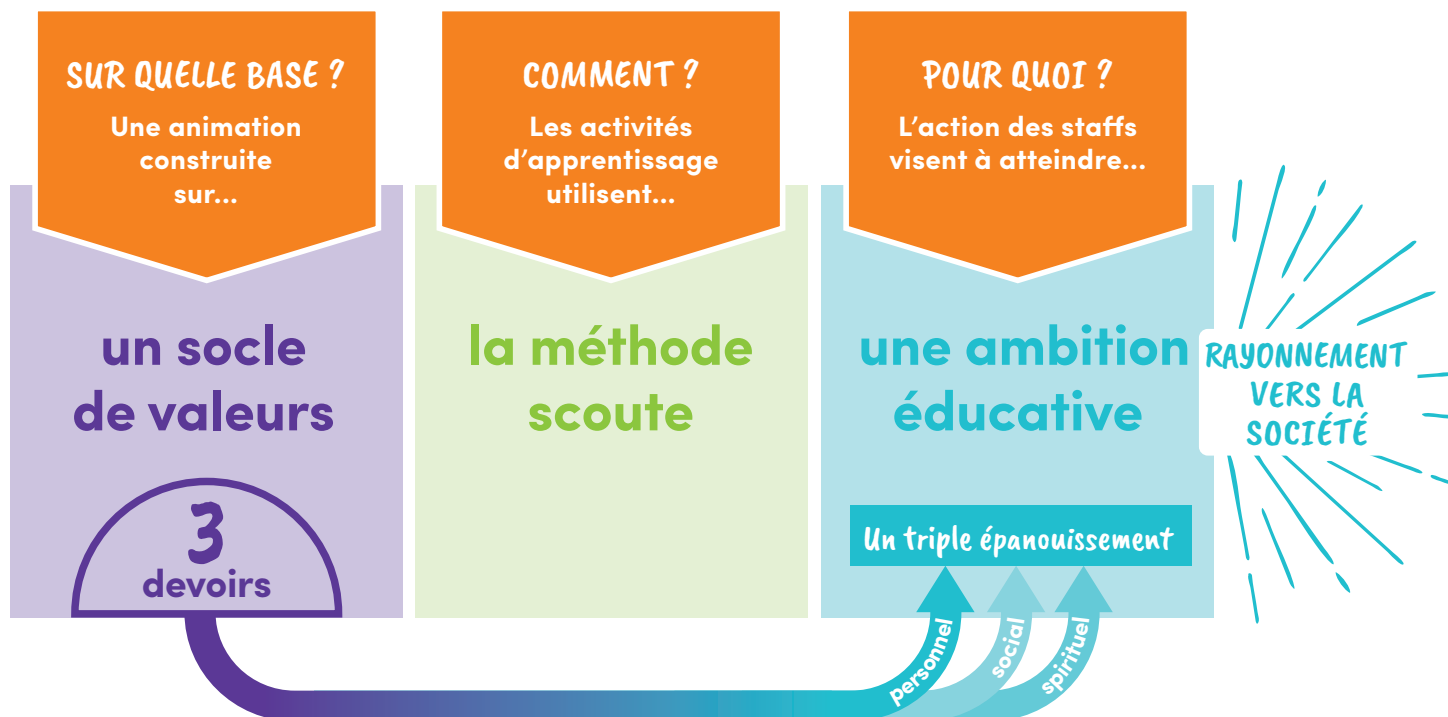 SUR QUELLE BASE ?
Une animation
construite
sur...
un socle
de valeurs
3
devoirs
COMMENT ?
Les activités
d'apprentissage
utilisent...
la méthode
scoute
POUR QUOI ?
L'action des staffs
visent à atteindre...
une ambition
éducative
Un triple épanouissement
personnel
social
spirituel
RAYONNEMENT
VERS LA
SOCIÉTÉ